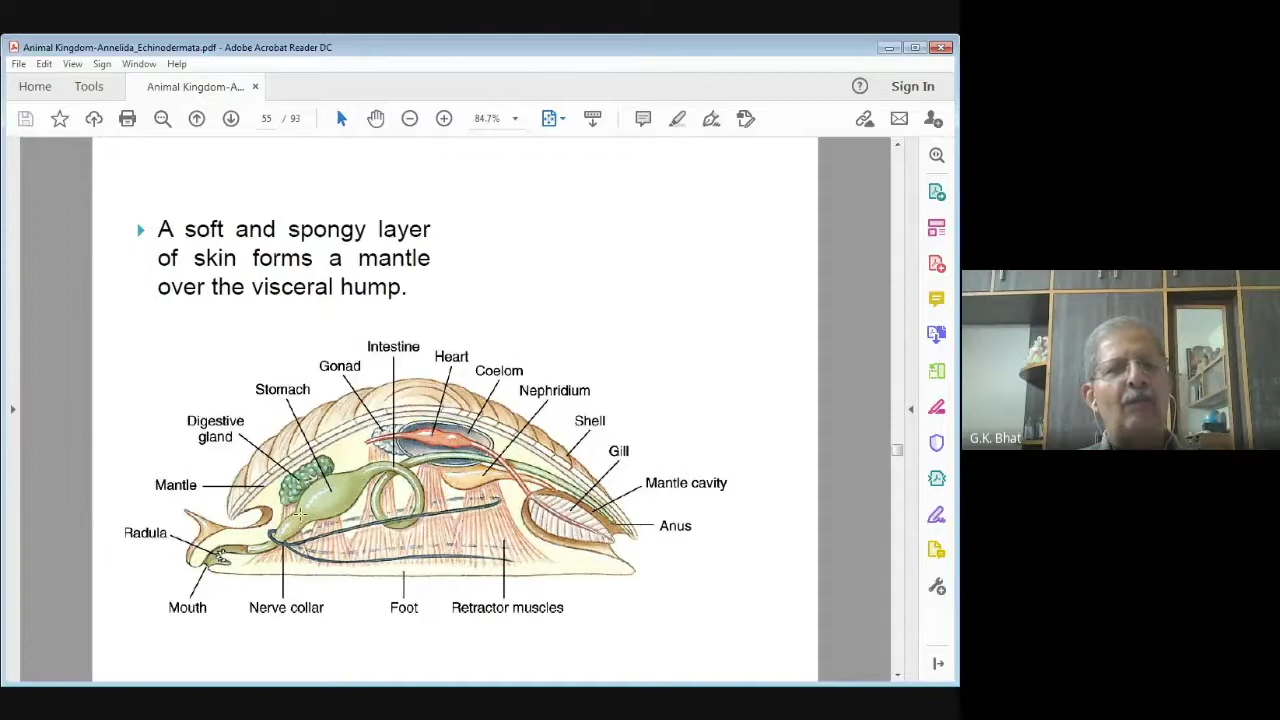 Animal Kingdom-Annelida_Echinodermata.pdf - Adobe Acrobat Reader DC
File Edit View Sign Window Help
Home Tools Animal Kingdom-A... × Sign In
55 / 93 84.7%
A soft and spongy layer
of skin forms a mantle
over the visceral hump.
Intestine
Gonad
Heart
Coelom
Stomach
Nephridium
Digestive
gland
Shell
Gill
Mantle
Mantle cavity
Radula
Anus
Mouth
Nerve collar
Foot
Retractor muscles
G.K. Bhat